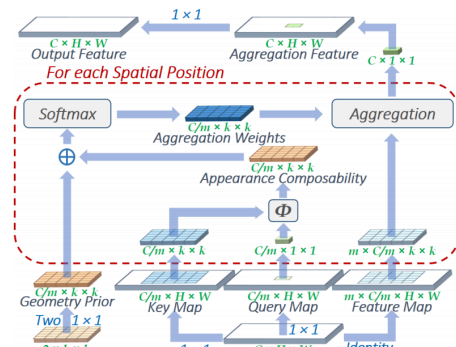 1 × 1
C × H × W
Output Feature
C × H × W
Aggregation Feature
C × 1 × 1
For each Spatial Position
Softmax
C/m × k × k
Aggregation Weights
Aggregation
⊕
C/m × k × k
Appearance Composability
Φ
C/m × k × k
C/m × 1 × 1
m × C/m × k × k
C/m × k × k
Geometry Prior
C/m × H × W
Key Map
C/m × H × W
Query Map
m × C/m × H × W
Feature Map
Two 1 × 1
1 × 1
Identity